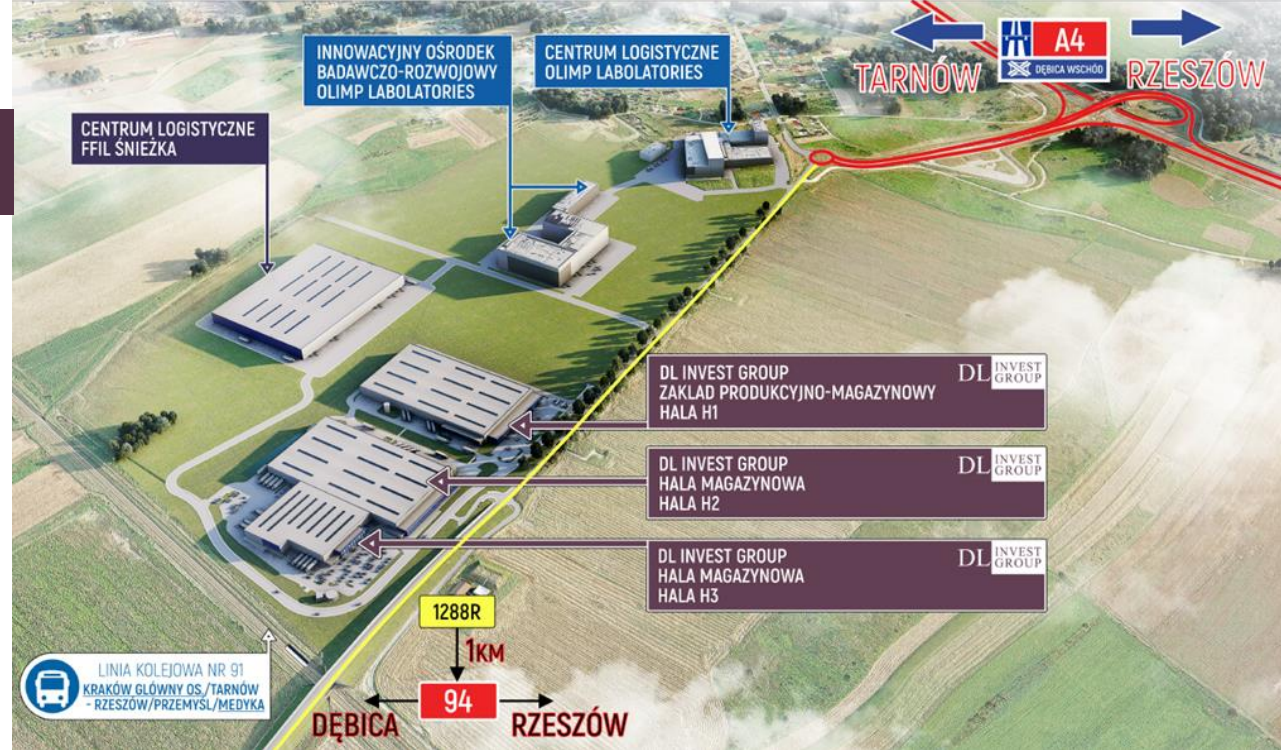 INNOWACYJNY OŚRODEK
BADAWCZO-ROZWOJOWY
OLIMP LABOLATORIES
CENTRUM LOGISTYCZNE
OLIMP LABOLATORIES
A4
DĘBICA WSCHÓD
TARNÓW
RZESZÓW
CENTRUM LOGISTYCZNE
FFIL ŚNIEŻKA
DL INVEST GROUP
ZAKLAD PRODUKCYJNO-MAGAZYNOWY
HALA H1
DL INVEST
GROUP
DL INVEST GROUP
HALA MAGAZYNOWA
HALA H2
DL INVEST
GROUP
DL INVEST GROUP
HALA MAGAZYNOWA
HALA H3
DL INVEST
GROUP
1288R
1KM
94
DĘBICA
RZESZÓW
LINIA KOLEJOWA NR 91
KRAKÓW GŁÓWNY OS./TARNÓW
- RZESZÓW/PRZEMYŚL/MEDYKA